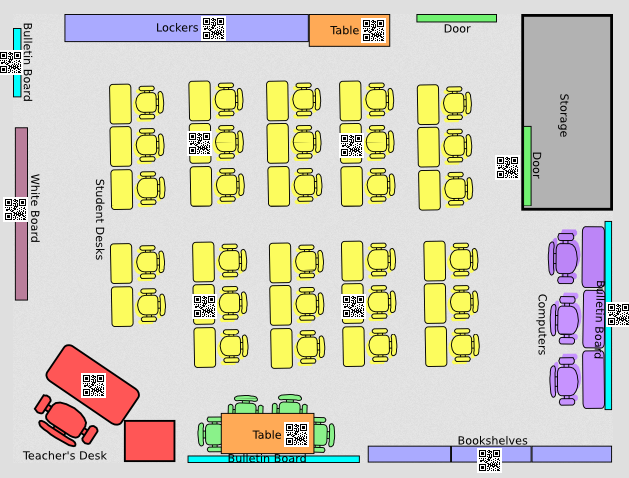 Lockers
Table
Door
Bulletin Board
Storage
Door
White Board
Student Desks
Bulletin Board
Computers
Teacher's Desk
Table
Bulletin Board
Bookshelves